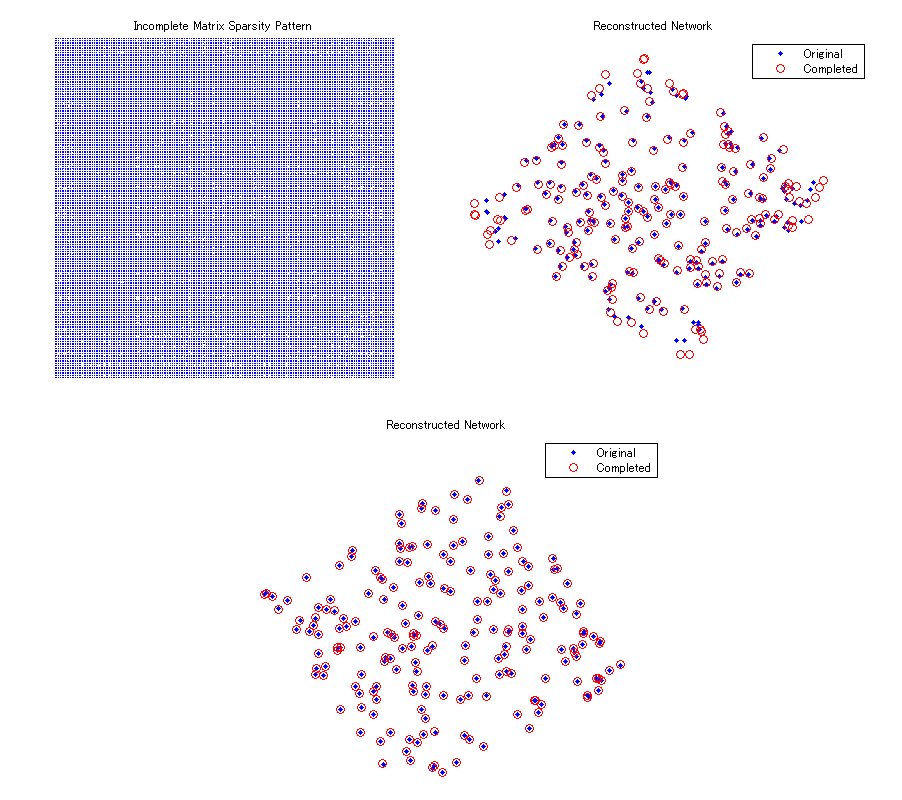 Incomplete Matrix Sparsity Pattern
Reconstructed Network
Original
Completed
Reconstructed Network
Original
Completed